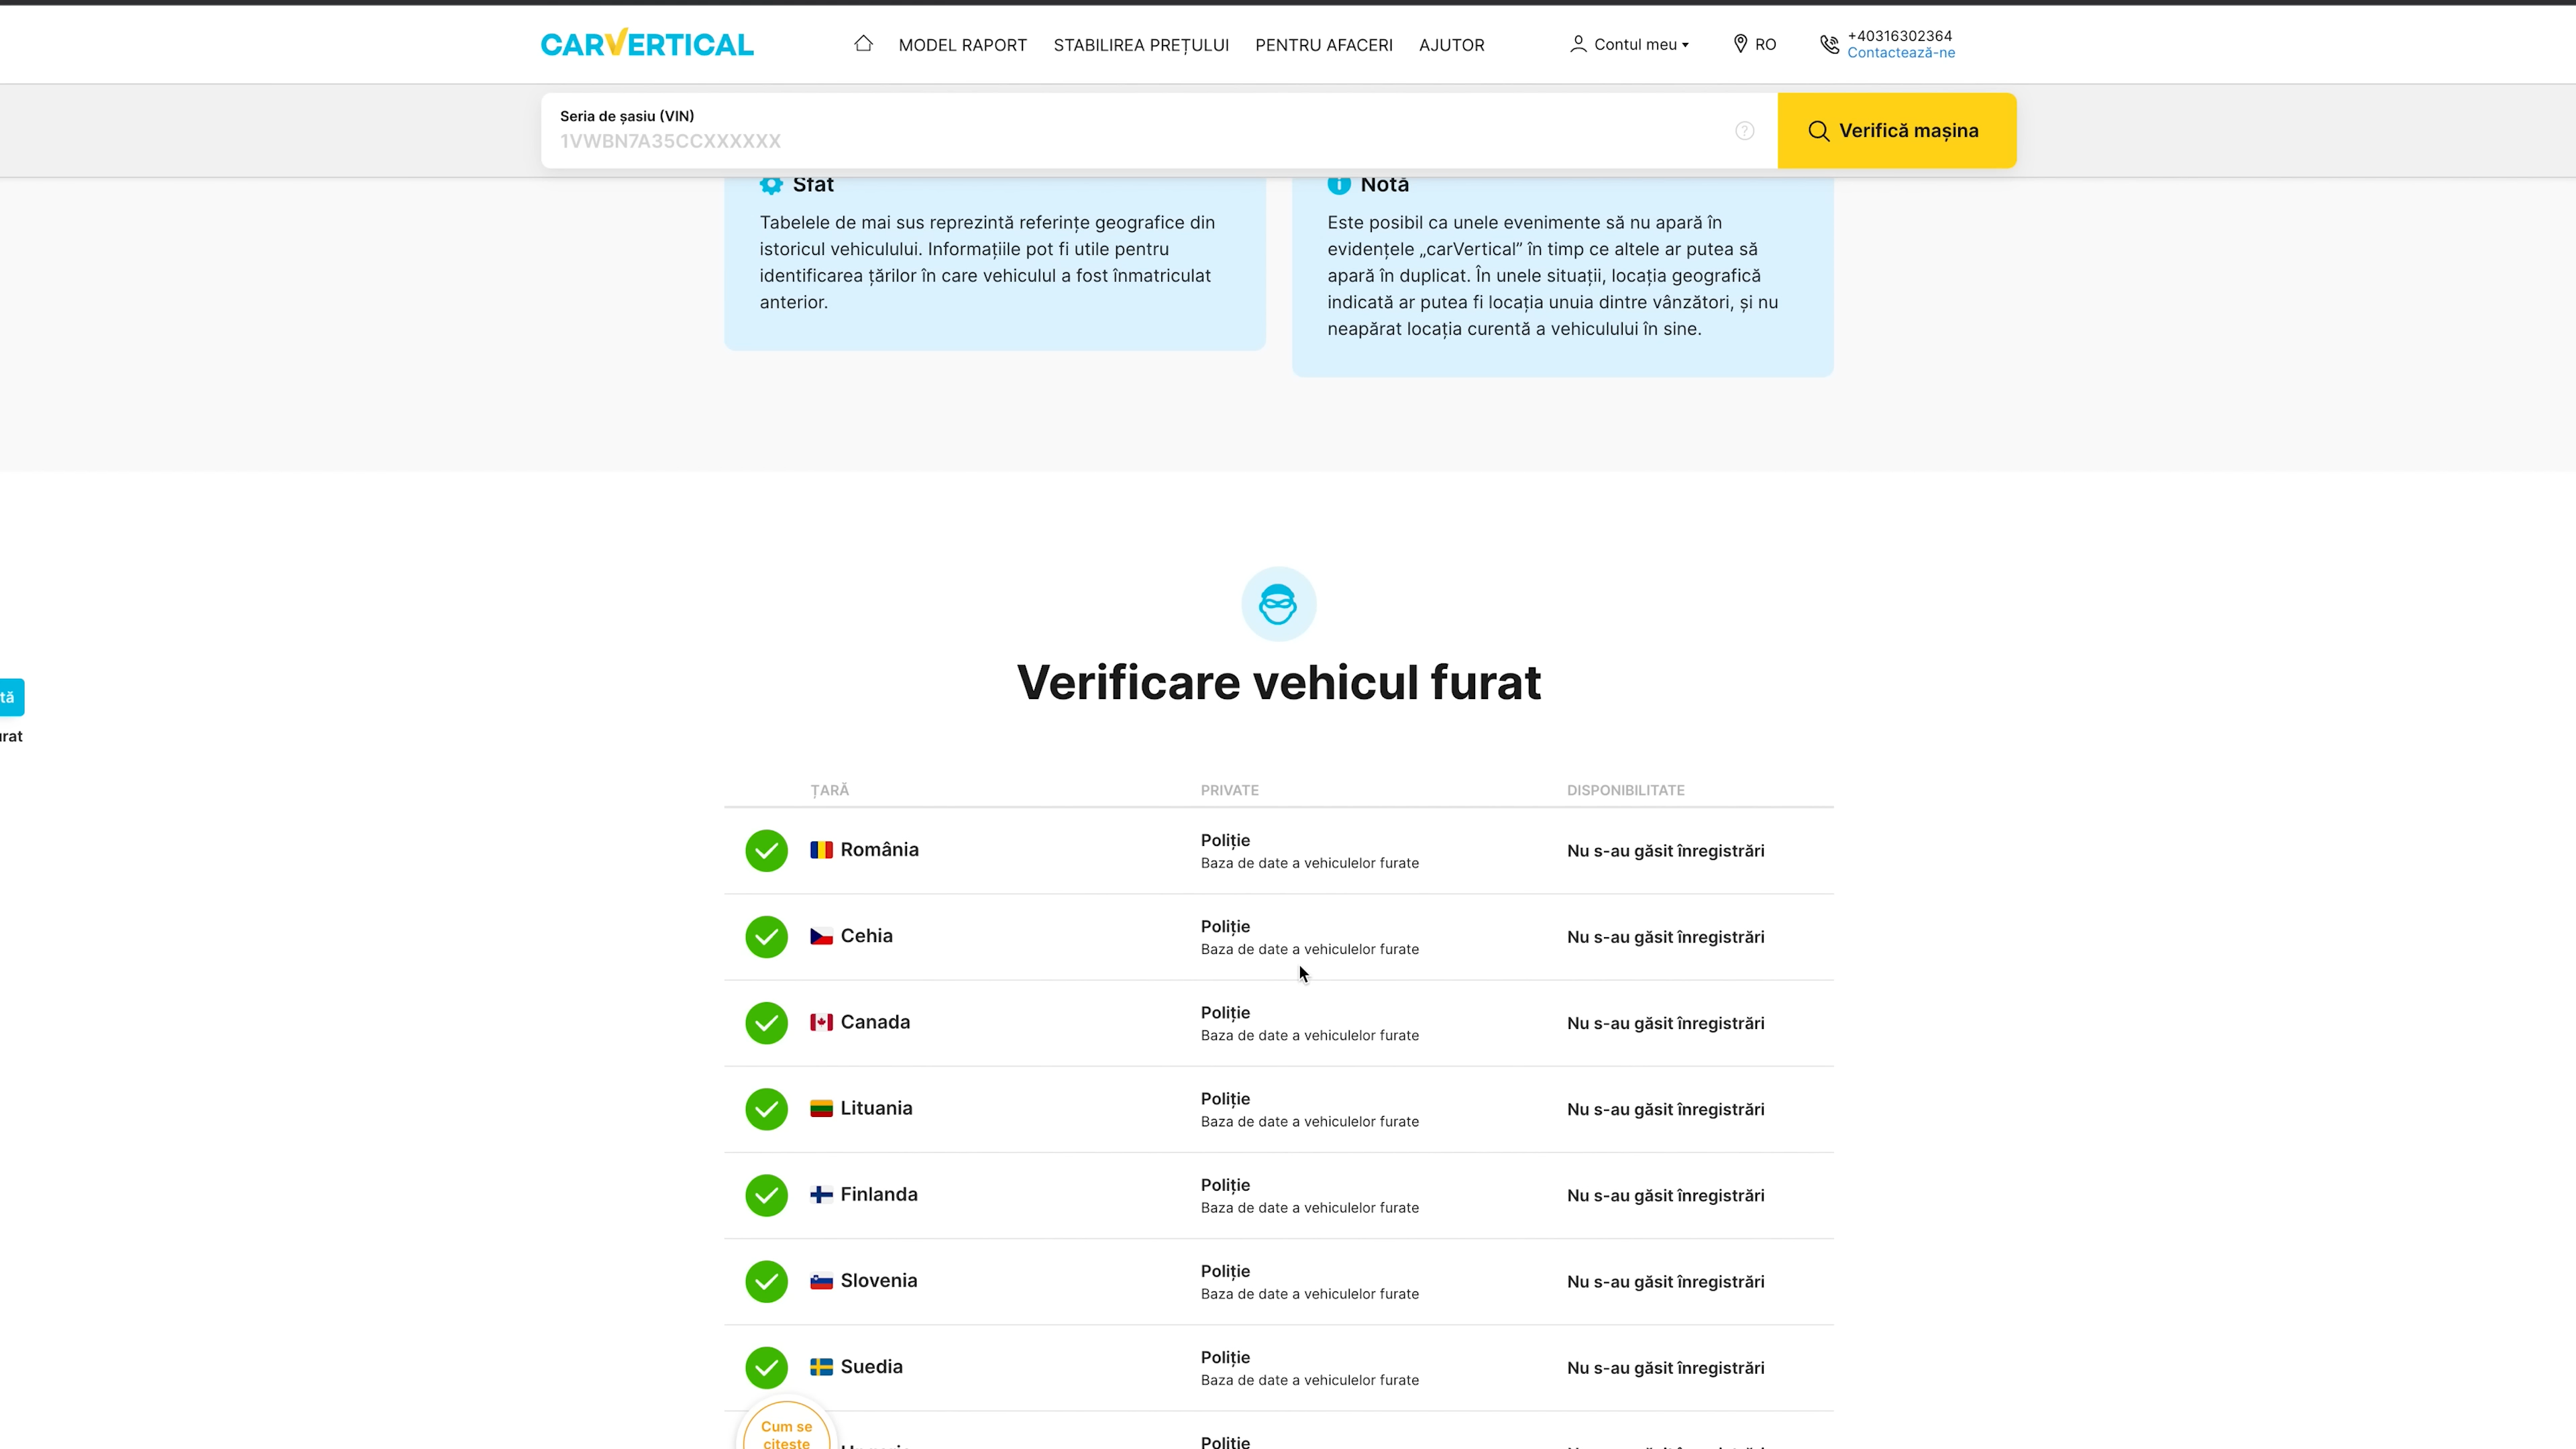 CARVERTICAL
MODEL RAPORT
STABILIREA PREȚULUI
PENTRU AFACERI
AJUTOR
Contul meu
RO
+40316302364
Contactează-ne
Seria de șasiu (VIN)
1VWBN7A35CCXXXXXX
?
Verifică mașina
Sfat
Tabelele de mai sus reprezintă referințe geografice din
istoricul vehiculului. Informațiile pot fi utile pentru
identificarea țărilor în care vehiculul a fost înmatriculat
anterior.
Notă
Este posibil ca unele evenimente să nu apară în
evidențele „carVertical” în timp ce altele ar putea să
apară în duplicat. În unele situații, locația geografică
indicată ar putea fi locația unuia dintre vânzători, și nu
neapărat locația curentă a vehiculului în sine.
tă
urat
Verificare vehicul furat
ȚARĂ
PRIVATE
DISPONIBILITATE
România
Poliție
Baza de date a vehiculelor furate
Nu s-au găsit înregistrări
Cehia
Poliție
Baza de date a vehiculelor furate
Nu s-au găsit înregistrări
Canada
Poliție
Baza de date a vehiculelor furate
Nu s-au găsit înregistrări
Lituania
Poliție
Baza de date a vehiculelor furate
Nu s-au găsit înregistrări
Finlanda
Poliție
Baza de date a vehiculelor furate
Nu s-au găsit înregistrări
Slovenia
Poliție
Baza de date a vehiculelor furate
Nu s-au găsit înregistrări
Suedia
Poliție
Baza de date a vehiculelor furate
Nu s-au găsit înregistrări
Cum se
citește
Poliție